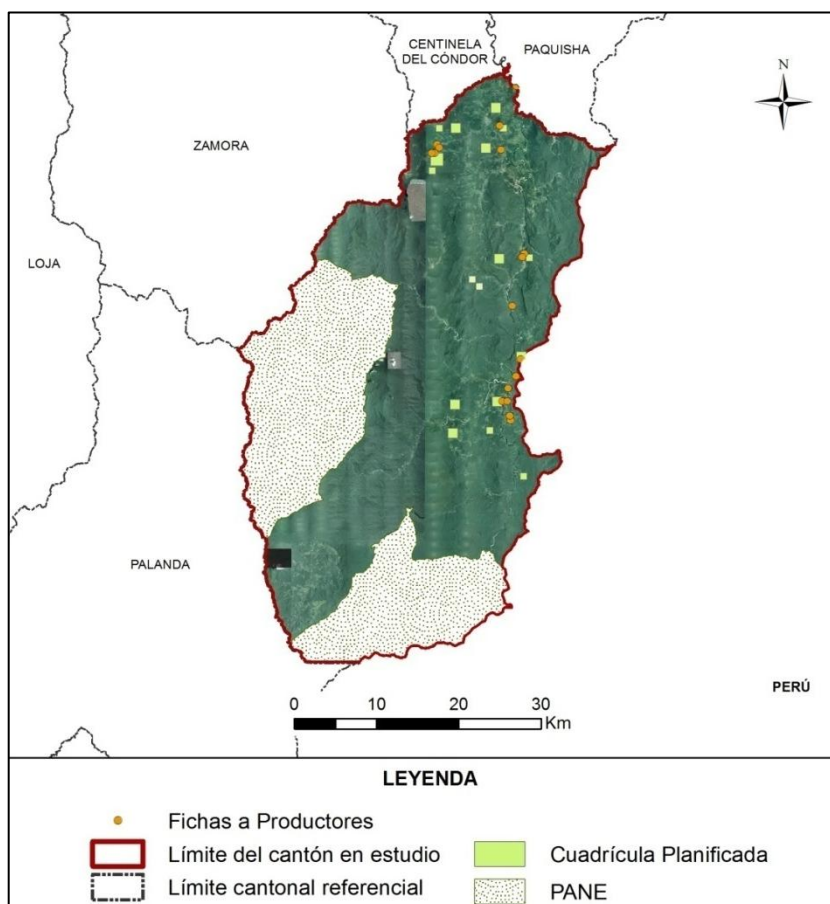 CENTINELA
DEL CÓNDOR
PAQUISHA
N
ZAMORA
LOJA
PALANDA
PERÚ
0 10 20 30
Km
LEYENDA
Fichas a Productores
Límite del cantón en estudio
Cuadrícula Planificada
Límite cantonal referencial
PANE